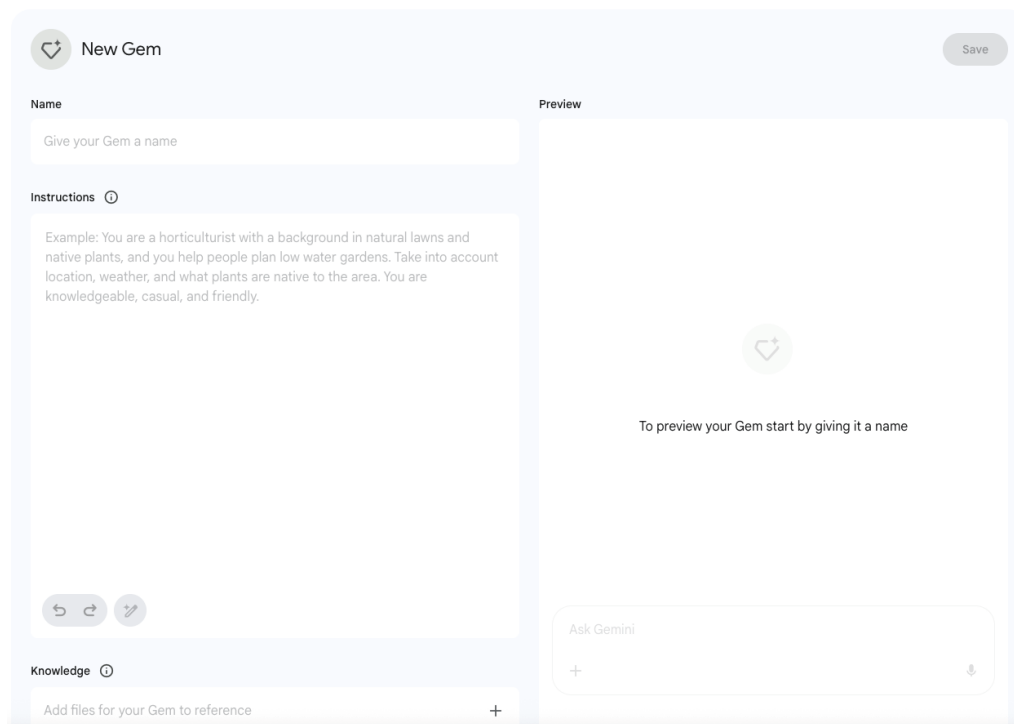 New Gem
Save
Name
Give your Gem a name
Instructions
Example: You are a horticulturist with a background in natural lawns and
native plants, and you help people plan low water gardens. Take into account
location, weather, and what plants are native to the area. You are
knowledgeable, casual, and friendly.
Knowledge
Add files for your Gem to reference
Preview
To preview your Gem start by giving it a name
Ask Gemini